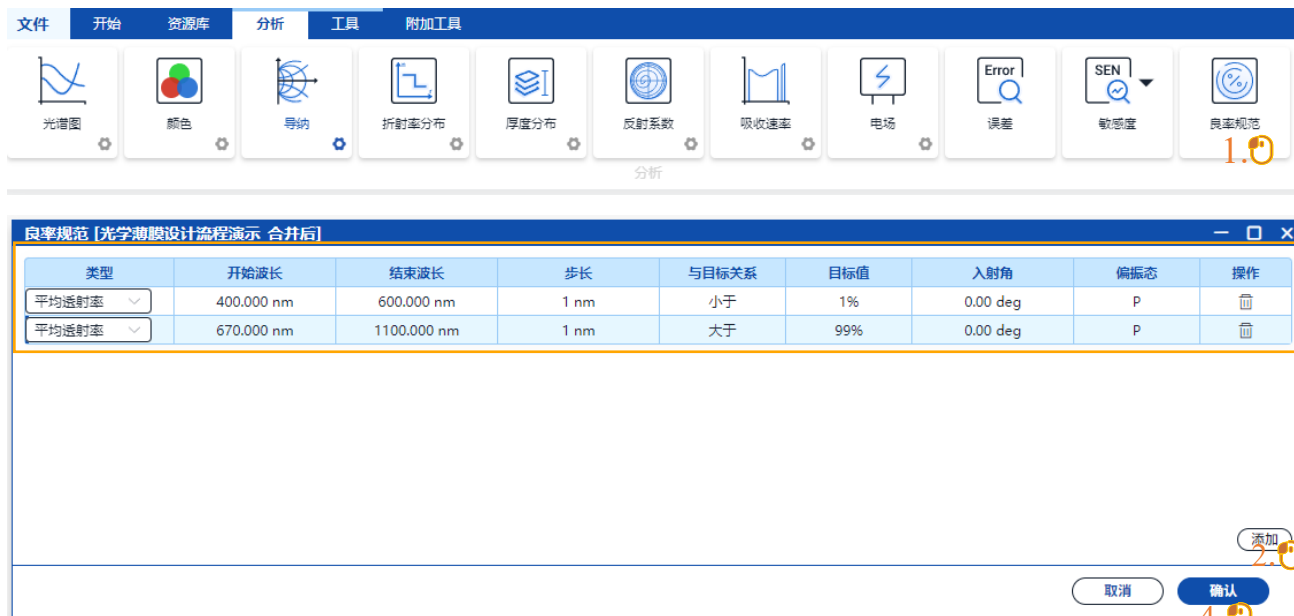 文件 开始 资源库 分析 工具 附加工具
Error SEN
光谱图 颜色 导纳 折射率分布 厚度分布 反射系数 吸收速率 电场 误差 敏感度 良率规范
1.
分析
良率规范 [光学薄膜设计流程演示_合并后]
类型 开始波长 结束波长 步长 与目标关系 目标值 入射角 偏振态 操作
平均透射率 400.000 nm 600.000 nm 1 nm 小于 1% 0.00 deg P
平均透射率 670.000 nm 1100.000 nm 1 nm 大于 99% 0.00 deg P
添加
2.
取消 确认
4.